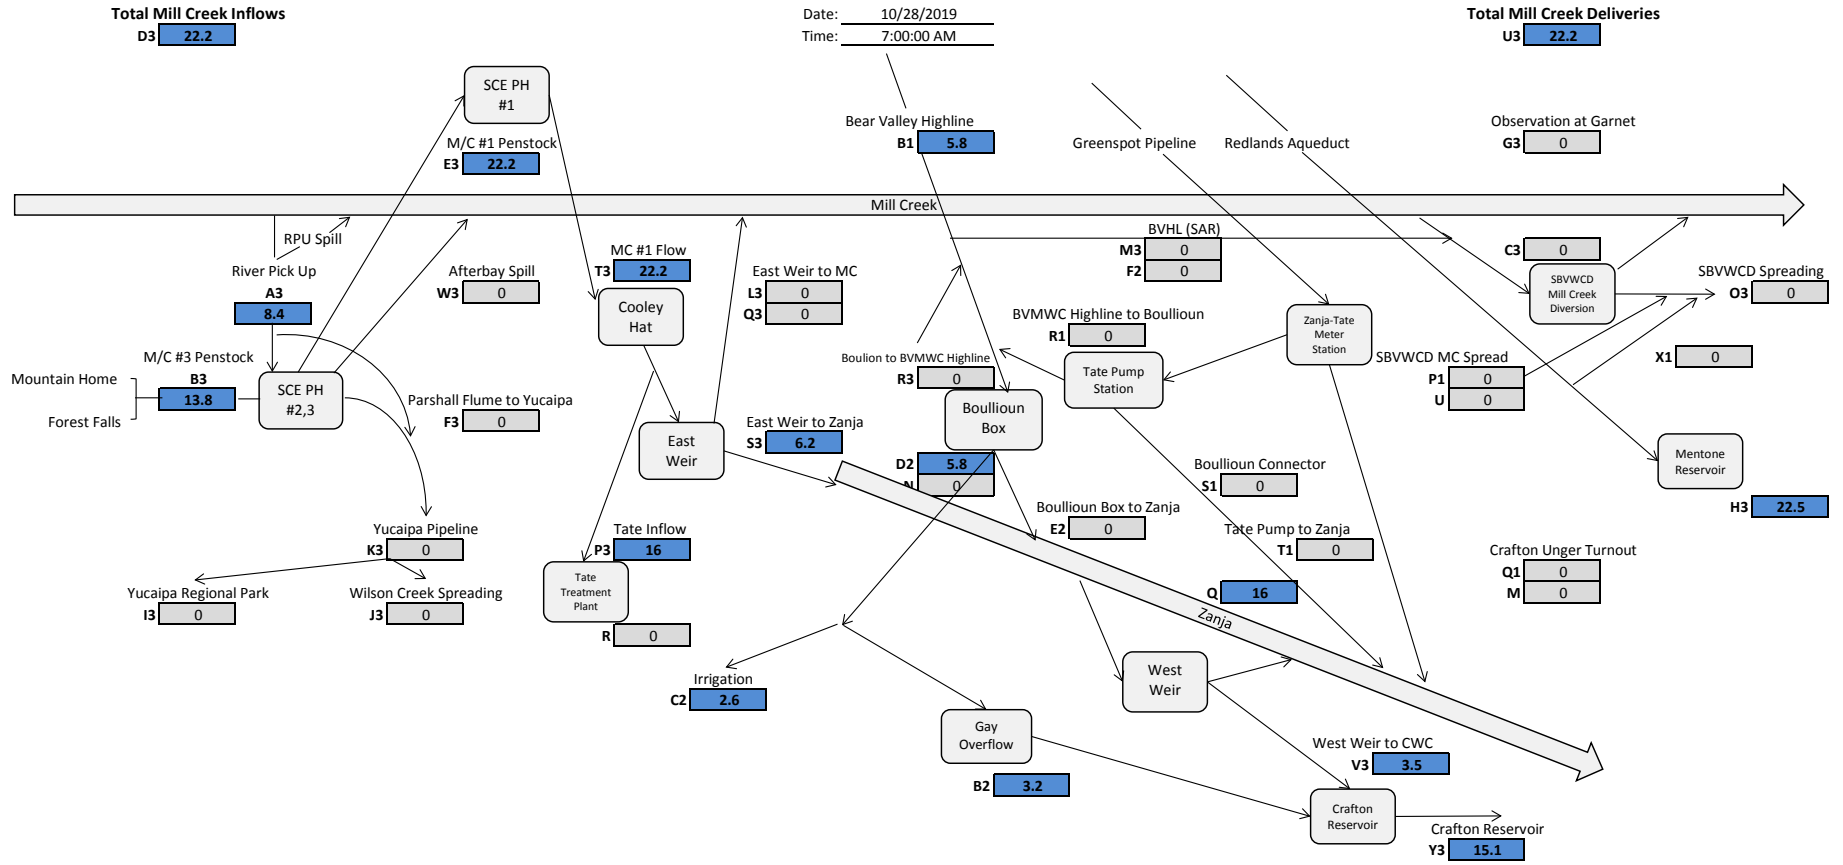 Total Mill Creek Inflows
D3 22.2
Date: 10/28/2019
Time: 7:00:00 AM
Total Mill Creek Deliveries
U3 22.2
SCE PH
#1
M/C #1 Penstock
E3 22.2
Bear Valley Highline
B1 5.8
Greenspot Pipeline
Redlands Aqueduct
Observation at Garnet
G3 0
Mill Creek
RPU Spill
River Pick Up
A3
8.4
Afterbay Spill
W3 0
MC #1 Flow
T3 22.2
Cooley
Hat
East Weir to MC
L3 0
Q3 0
BVHL (SAR)
M3 0
F2 0
C3 0
SBVWCD
Mill Creek
Diversion
SBVWCD Spreading
O3 0
BVMWC Highline to Boullioun
R1 0
Zanja-Tate
Meter
Station
M/C #3 Penstock
B3
13.8
Mountain Home
Forest Falls
SCE PH
#2,3
Parshall Flume to Yucaipa
F3 0
Boulion to BVMWC Highline
R3 0
Tate Pump
Station
SBVWCD MC Spread
P1 0
U 0
X1 0
Boullioun
Box
East
Weir
East Weir to Zanja
S3 6.2
D2 5.8
N 0
Boullioun Connector
S1 0
Mentone
Reservoir
H3 22.5
Boullioun Box to Zanja
E2 0
Tate Pump to Zanja
T1 0
Yucaipa Pipeline
K3 0
Tate Inflow
P3 16
Tate
Treatment
Plant
R 0
Crafton Unger Turnout
Q1 0
M 0
Yucaipa Regional Park
I3 0
Wilson Creek Spreading
J3 0
Q 16
Zanja
Irrigation
C2 2.6
West
Weir
Gay
Overflow
B2 3.2
West Weir to CWC
V3 3.5
Crafton
Reservoir
Crafton Reservoir
Y3 15.1